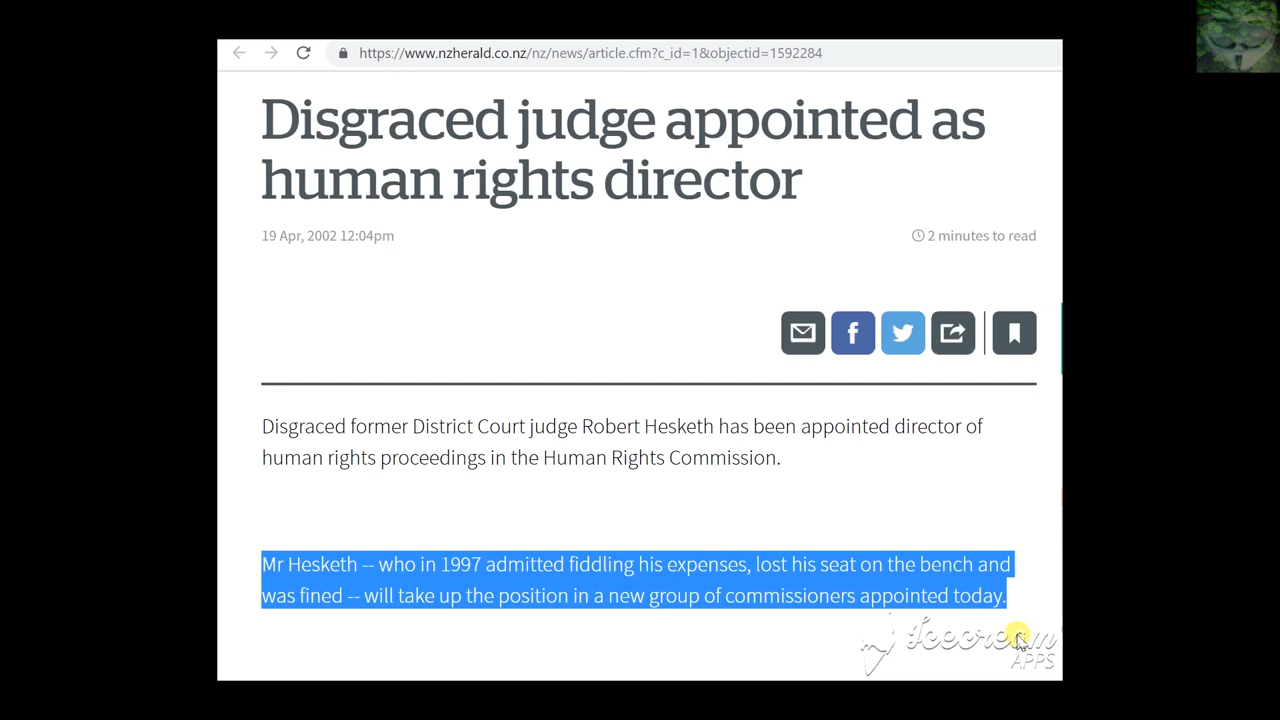 https://www.nzherald.co.nz/nz/news/article.cfm?c_id=1&objectid=1592284
Disgraced judge appointed as
human rights director
19 Apr, 2002 12:04pm
2 minutes to read
Disgraced former District Court judge Robert Hesketh has been appointed director of
human rights proceedings in the Human Rights Commission.
Mr Hesketh -- who in 1997 admitted fiddling his expenses, lost his seat on the bench and
was fined -- will take up the position in a new group of commissioners appointed today.
Icecream
APPS